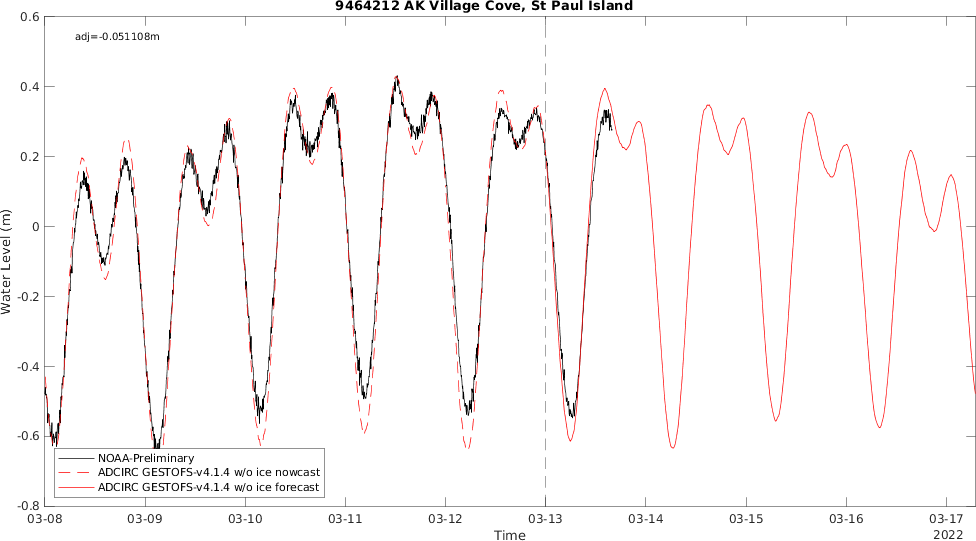 9464212 AK Village Cove, St Paul Island
adj=-0.051108m
0.6
0.4
0.2
0
-0.2
-0.4
-0.6
-0.8
Water Level (m)
NOAA-Preliminary
ADCIRC GESTOFS-v4.1.4 w/o ice nowcast
ADCIRC GESTOFS-v4.1.4 w/o ice forecast
03-08 03-09 03-10 03-11 03-12 03-13 03-14 03-15 03-16 03-17
Time
2022